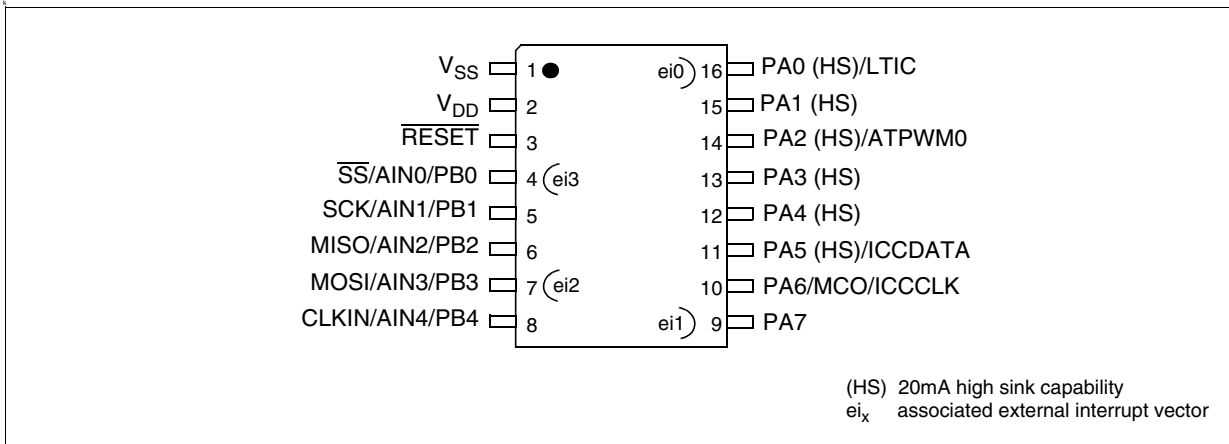 V_SS 1 ei0 16 PA0 (HS)/LTIC
V_DD 2 15 PA1 (HS)
RESET 3 14 PA2 (HS)/ATPWM0
SS/AIN0/PB0 4 ei3 13 PA3 (HS)
SCK/AIN1/PB1 5 12 PA4 (HS)
MISO/AIN2/PB2 6 11 PA5 (HS)/ICCDATA
MOSI/AIN3/PB3 7 ei2 10 PA6/MCO/ICCCLK
CLKIN/AIN4/PB4 8 ei1 9 PA7
(HS) 20mA high sink capability
ei_x associated external interrupt vector